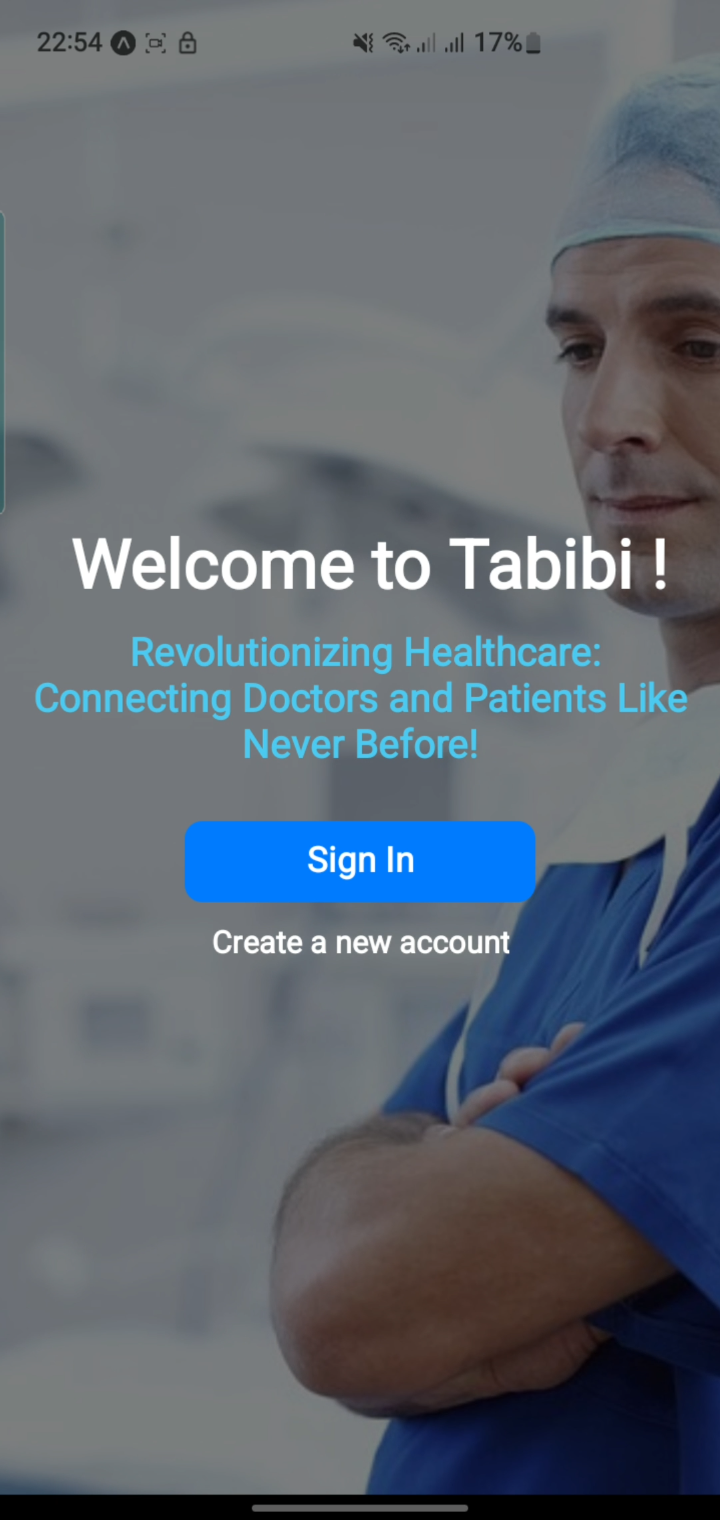 22:54 17%
Welcome to Tabibi !
Revolutionizing Healthcare:
Connecting Doctors and Patients Like
Never Before!
Sign In
Create a new account